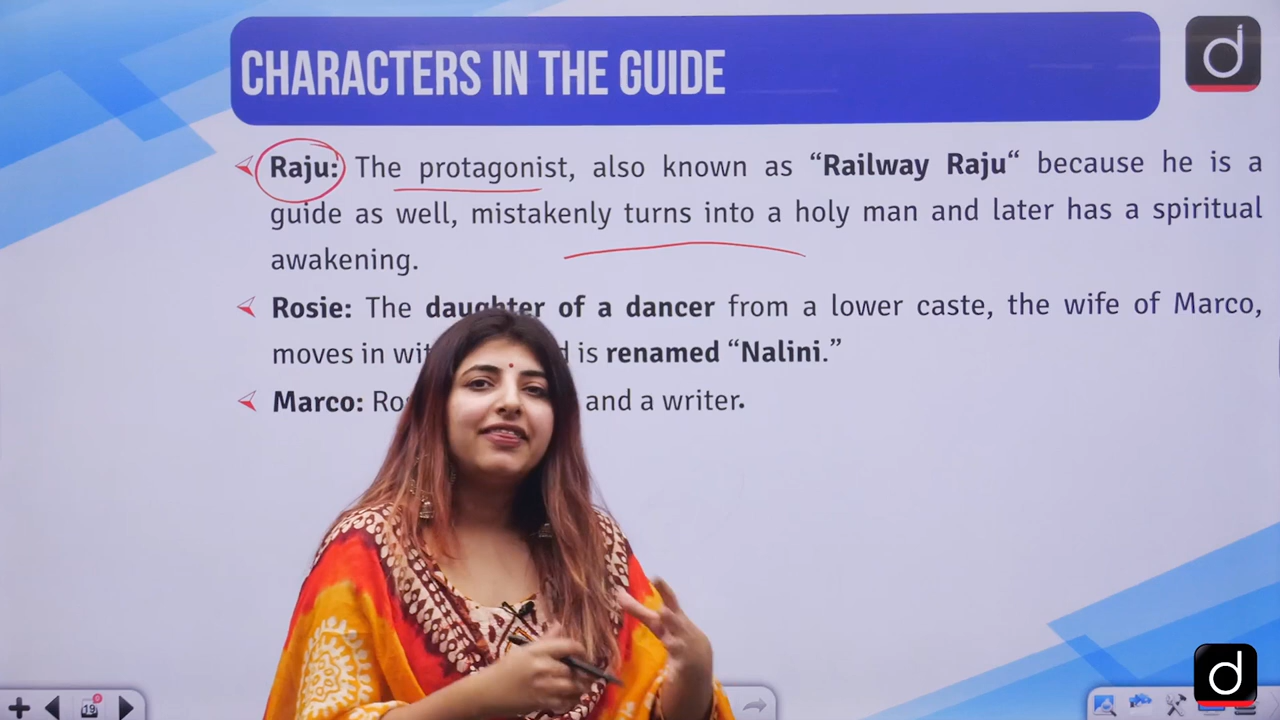 CHARACTERS IN THE GUIDE
Raju: The protagonist, also known as “Railway Raju“ because he is a
guide as well, mistakenly turns into a holy man and later has a spiritual
awakening.
Rosie: The daughter of a dancer from a lower caste, the wife of Marco,
moves in is renamed “Nalini.”
Marco: and a writer.
19
d
d